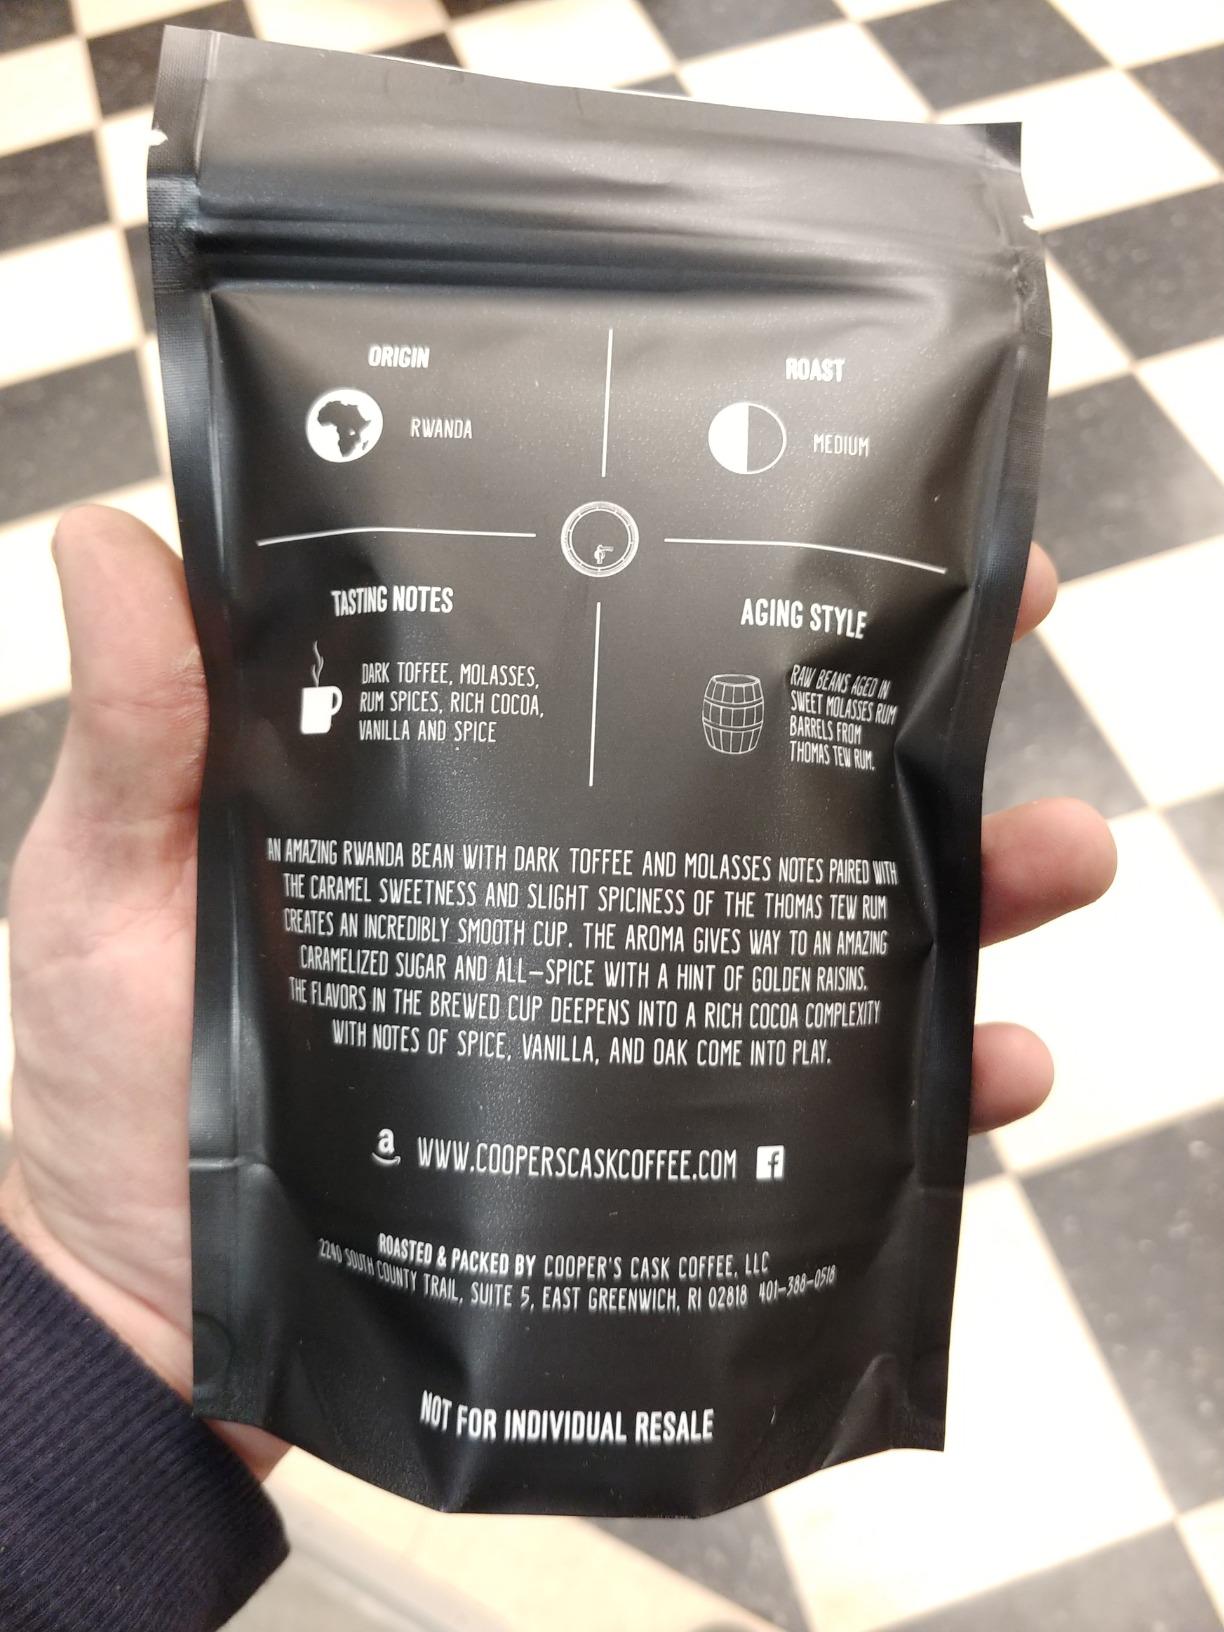 ORIGIN
RWANDA
ROAST
MEDIUM
TASTING NOTES
DARK TOFFEE, MOLASSES,
RUM SPICES, RICH COCOA,
VANILLA AND SPICE
AGING STYLE
RAW BEANS AGED IN
SWEET MOLASSES RUM
BARRELS FROM
THOMAS TEW RUM.
AN AMAZING RWANDA BEAN WITH DARK TOFFEE AND MOLASSES NOTES PAIRED WITH
THE CARAMEL SWEETNESS AND SLIGHT SPICINESS OF THE THOMAS TEW RUM
CREATES AN INCREDIBLY SMOOTH CUP. THE AROMA GIVES WAY TO AN AMAZING
CARAMELIZED SUGAR AND ALL-SPICE WITH A HINT OF GOLDEN RAISINS.
THE FLAVORS IN THE BREWED CUP DEEPENS INTO A RICH COCOA COMPLEXITY
WITH NOTES OF SPICE, VANILLA, AND OAK COME INTO PLAY.
a WWW.COOPERSCASKCOFFEE.COM f
ROASTED & PACKED BY COOPER'S CASK COFFEE, LLC
2240 SOUTH COUNTY TRAIL, SUITE 5, EAST GREENWICH, RI 02818 401-388-0518
NOT FOR INDIVIDUAL RESALE